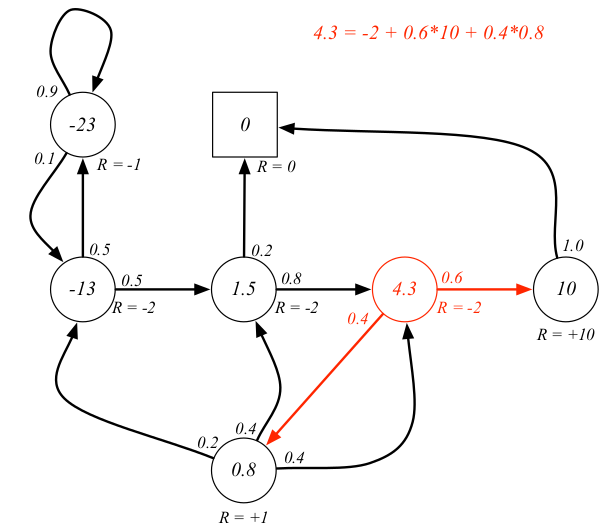 4.3 = -2 + 0.6*10 + 0.4*0.8
0.9
-23
0
0.1
R = -1
R = 0
0.5
0.2
1.0
-13
0.5
1.5
0.8
4.3
0.6
10
R = -2
R = -2
0.4
R = -2
R = +10
0.2
0.4
0.8
0.4
R = +1